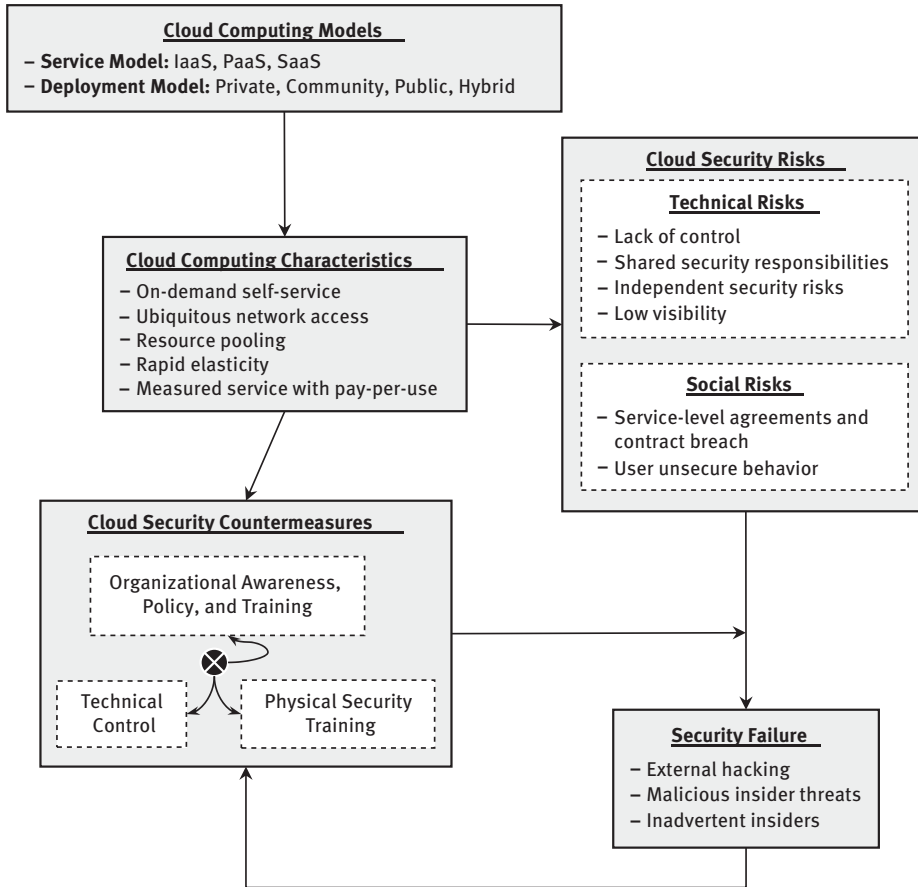 Cloud Computing Models
– Service Model: IaaS, PaaS, SaaS
– Deployment Model: Private, Community, Public, Hybrid
Cloud Security Risks
Technical Risks
– Lack of control
– Shared security responsibilities
– Independent security risks
– Low visibility
Social Risks
– Service-level agreements and
contract breach
– User unsecure behavior
Cloud Computing Characteristics
– On-demand self-service
– Ubiquitous network access
– Resource pooling
– Rapid elasticity
– Measured service with pay-per-use
Cloud Security Countermeasures
Organizational Awareness,
Policy, and Training
Technical
Control
Physical Security
Training
Security Failure
– External hacking
– Malicious insider threats
– Inadvertent insiders